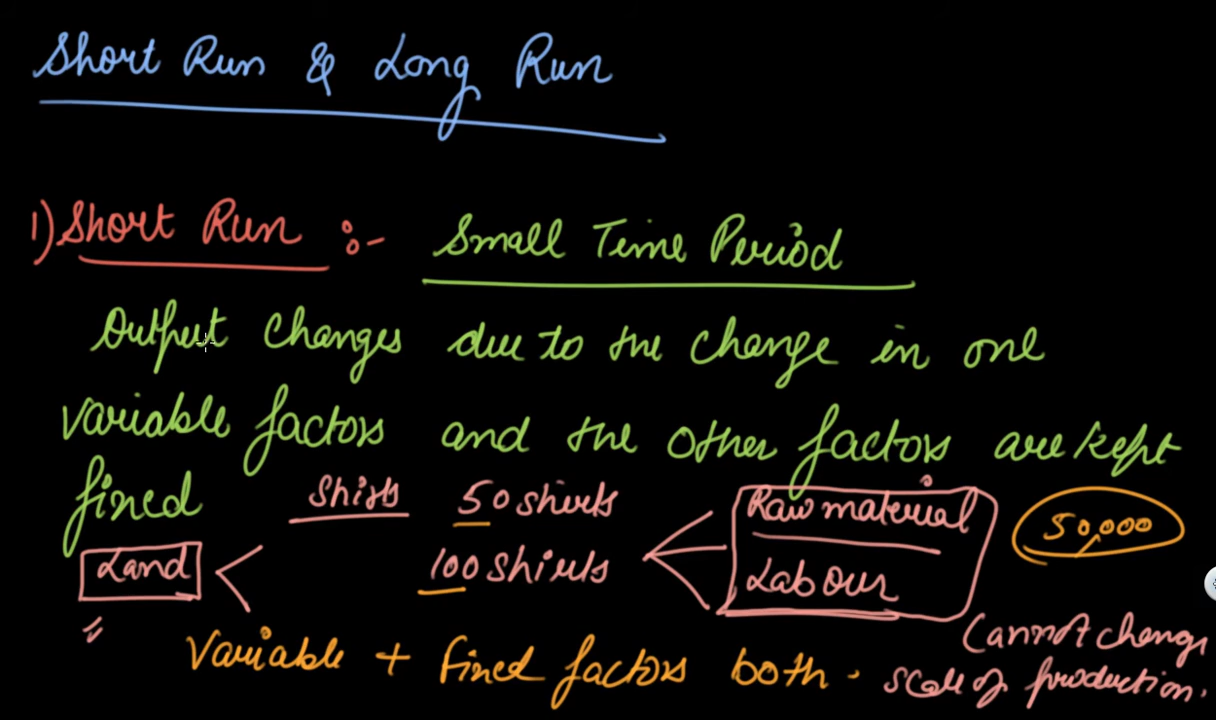 Short Run & Long Run
1) Short Run :- Small Time Period
Output changes due to the change in one
variable factors and the other factors are kept
fixed
Shirts 50 shirts Raw material 50,000
Land 100 shirts Labour
Cannot change
Variable + fixed factors both . scale of production.